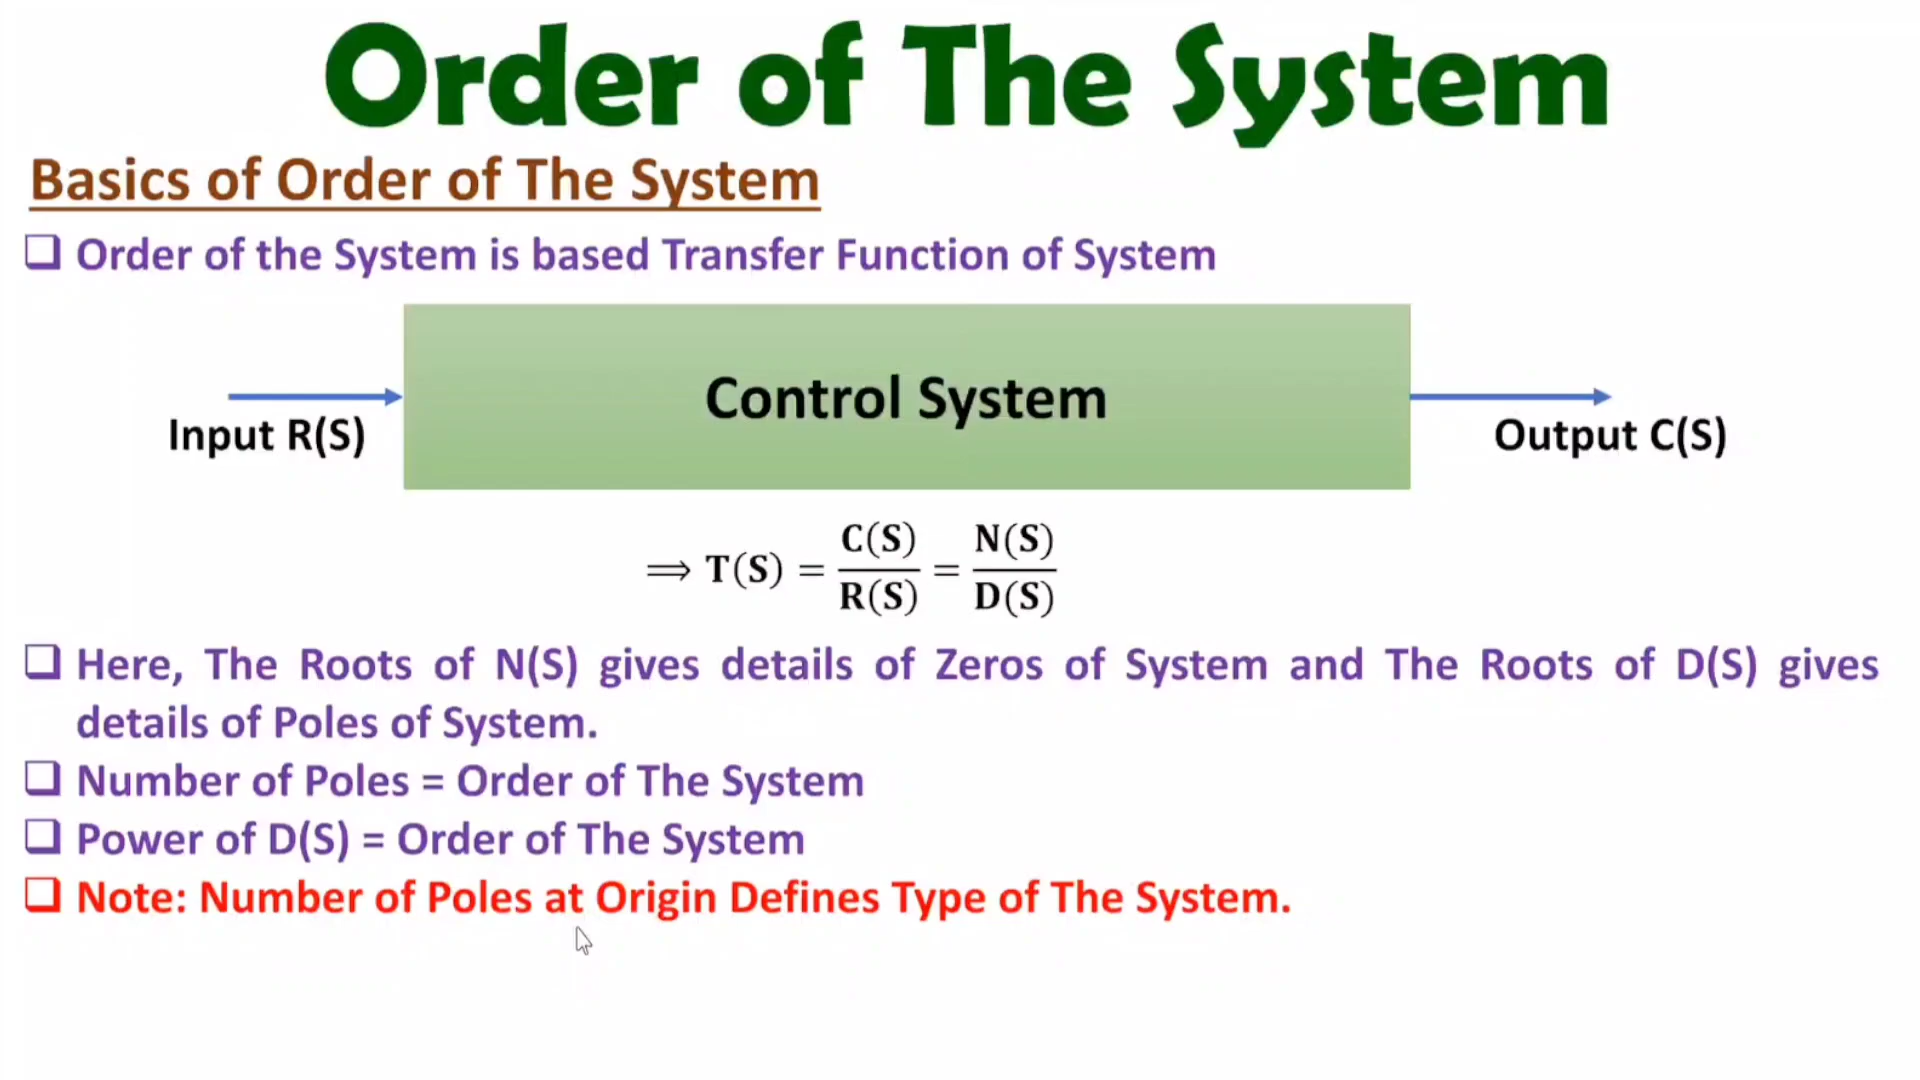 Order of The System
Basics of Order of The System
❑ Order of the System is based Transfer Function of System
Control System
Input R(S)
Output C(S)
⟹ T(S) = C(S)/R(S) = N(S)/D(S)
❑ Here, The Roots of N(S) gives details of Zeros of System and The Roots of D(S) gives
details of Poles of System.
❑ Number of Poles = Order of The System
❑ Power of D(S) = Order of The System
❑ Note: Number of Poles at Origin Defines Type of The System.